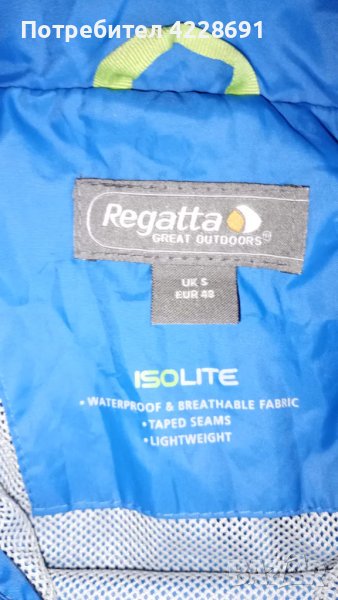 Потребител 4228691
Regatta
GREAT OUTDOORS
UK S
EUR 48
ISOLITE
• WATERPROOF & BREATHABLE FABRIC
• TAPED SEAMS
• LIGHTWEIGHT